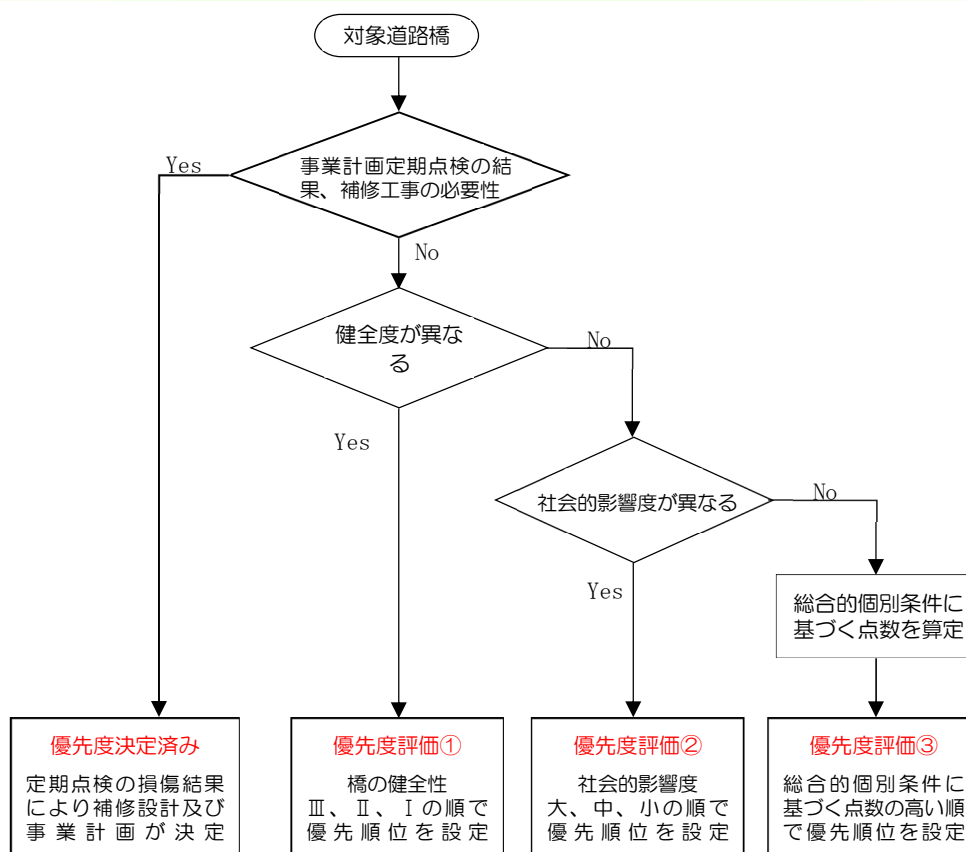 対象道路橋
Yes
事業計画定期点検の結
果、補修工事の必要性
No
健全度が異な
る
No
Yes
社会的影響度が異なる
No
Yes
総合的個別条件に
基づく点数を算定
優先度決定済み
定期点検の損傷結果
により補修設計及び
事業計画が決定
優先度評価①
橋の健全性
Ⅲ、Ⅱ、Ⅰの順で
優先順位を設定
優先度評価②
社会的影響度
大、中、小の順で
優先順位を設定
優先度評価③
総合的個別条件に
基づく点数の高い順
で優先順位を設定